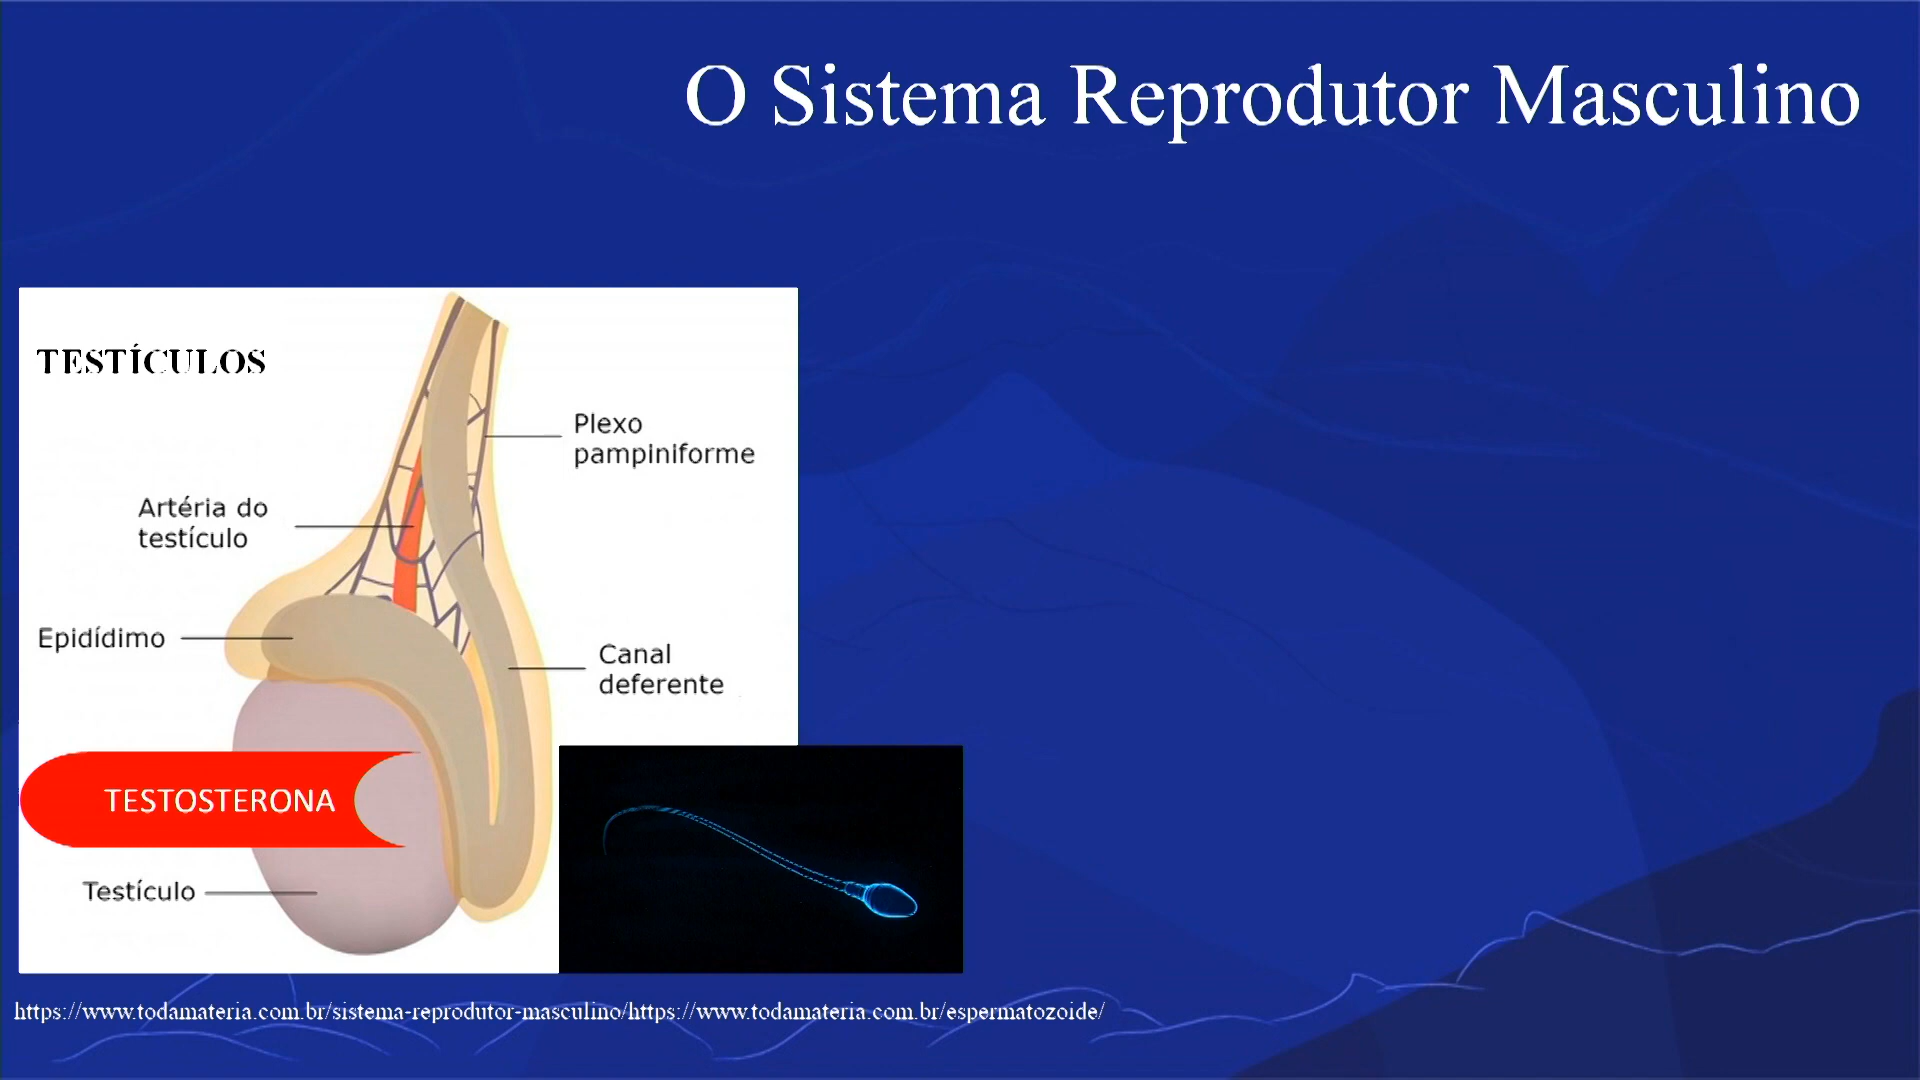 O Sistema Reprodutor Masculino
TESTÍCULOS
Plexo
pampiniforme
Artéria do
testículo
Epidídimo
Canal
deferente
TESTOSTERONA
Testículo
https://www.todamateria.com.br/sistema-reprodutor-masculino/https://www.todamateria.com.br/espermatozoide/